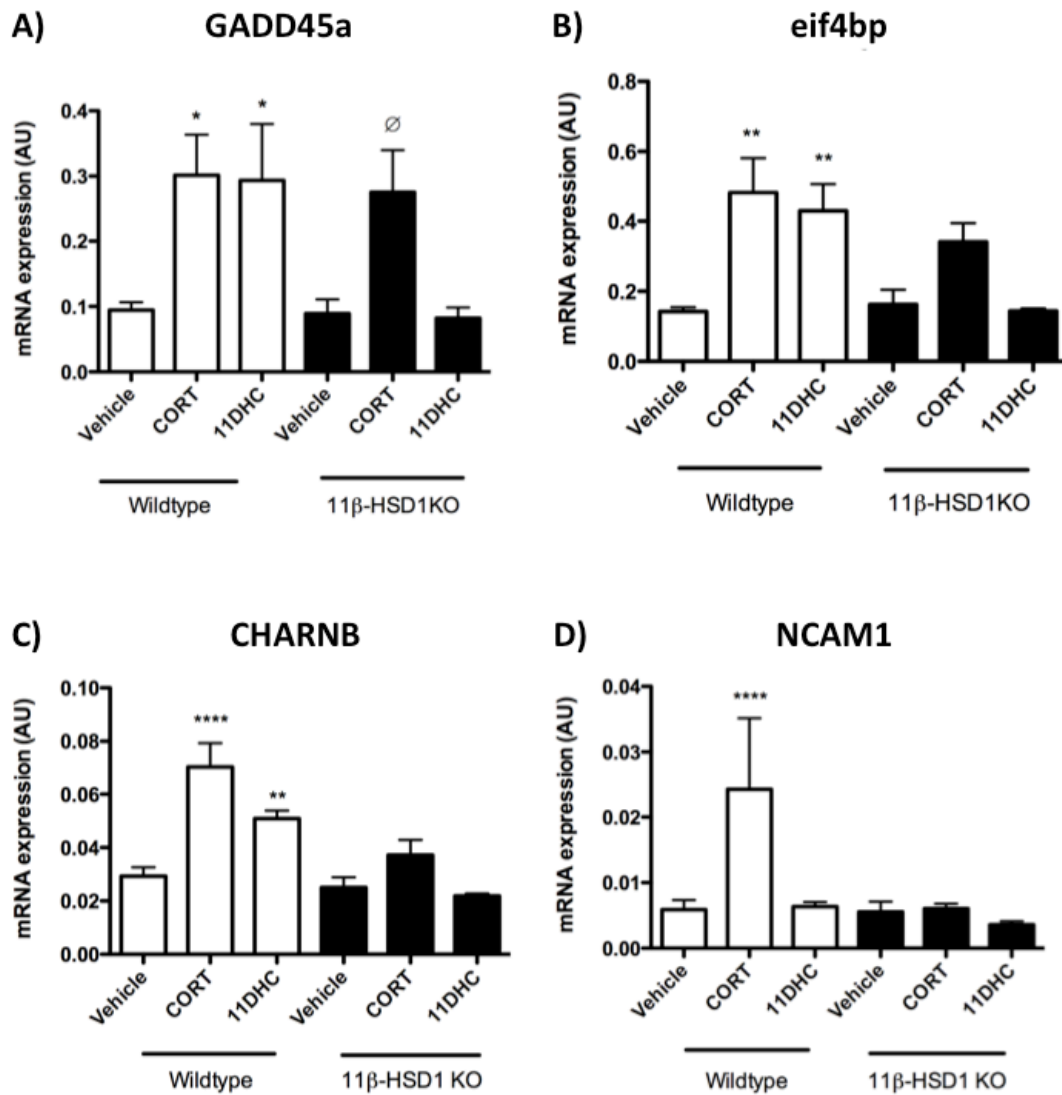 A) GADD45a
mRNA expression (AU)
0.4
0.3
0.2
0.1
0.0
* * ∅
Vehicle CORT 11DHC Vehicle CORT 11DHC
Wildtype 11β-HSD1KO
B) eif4bp
mRNA expression (AU)
0.8
0.6
0.4
0.2
0.0
** **
Vehicle CORT 11DHC Vehicle CORT 11DHC
Wildtype 11β-HSD1KO
C) CHARNB
mRNA expression (AU)
0.10
0.08
0.06
0.04
0.02
0.00
**** **
Vehicle CORT 11DHC Vehicle CORT 11DHC
Wildtype 11β-HSD1 KO
D) NCAM1
mRNA expression (AU)
0.04
0.03
0.02
0.01
0.00
****
Vehicle CORT 11DHC Vehicle CORT 11DHC
Wildtype 11β-HSD1 KO